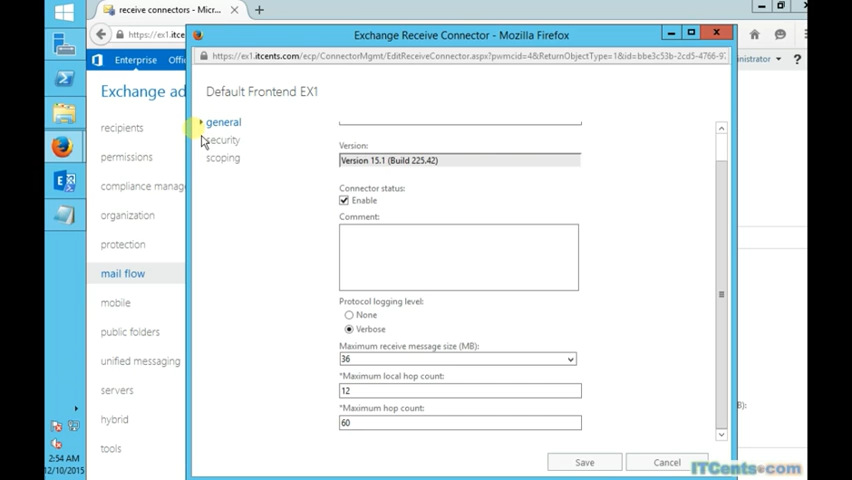 receive connectors - Micr...
Exchange Receive Connector - Mozilla Firefox
https://ex1.itc
https://ex1.itcents.com/ecp/ConnectorMgmt/EditReceiveConnector.aspx?pwmcid=4&ReturnObjectType=1&id=bbe3c53b-2cd5-4766-97
Enterprise
Offi
Default Frontend EX1
Exchange ad
general
security
scoping
recipients
permissions
compliance manag
organization
protection
mail flow
mobile
public folders
unified messaging
servers
hybrid
tools
Version:
Version 15.1 (Build 225.42)
Connector status:
Enable
Comment:
Protocol logging level:
None
Verbose
Maximum receive message size (MB):
36
*Maximum local hop count:
12
*Maximum hop count:
60
Save
Cancel
2:54 AM
12/10/2015
ITCents.com